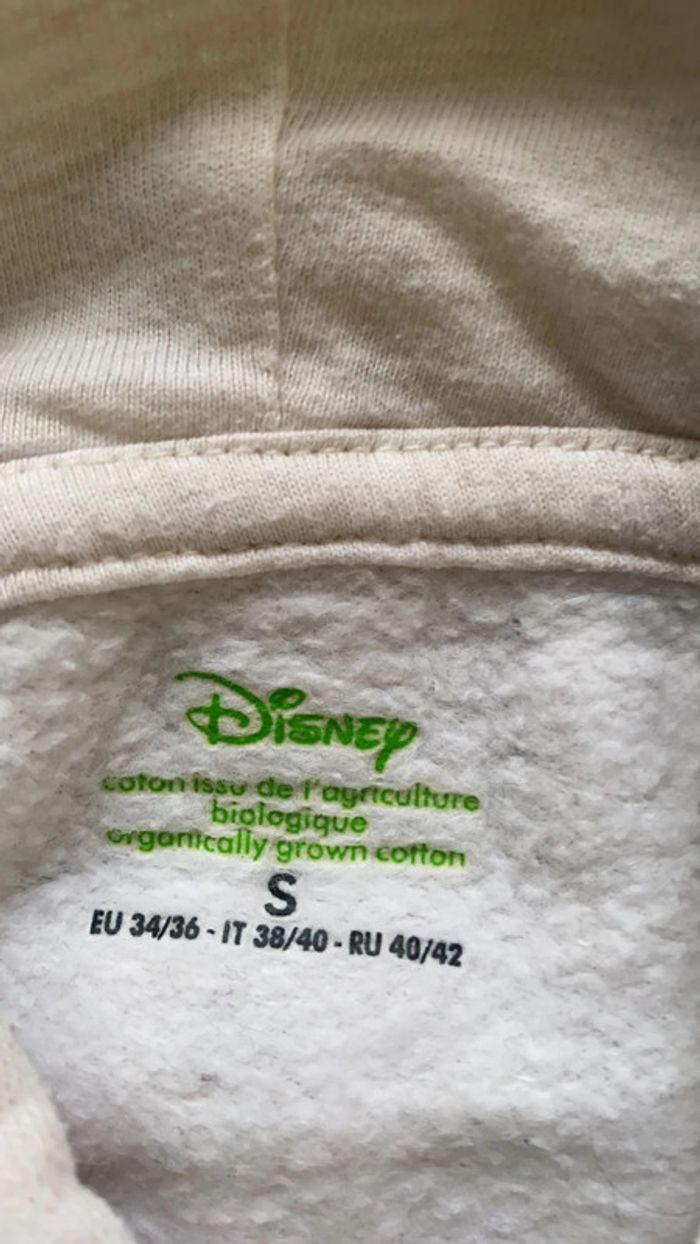 Disney
coton issu de l'agriculture
biologique
organically grown cotton
S
EU 34/36 - IT 38/40 - RU 40/42